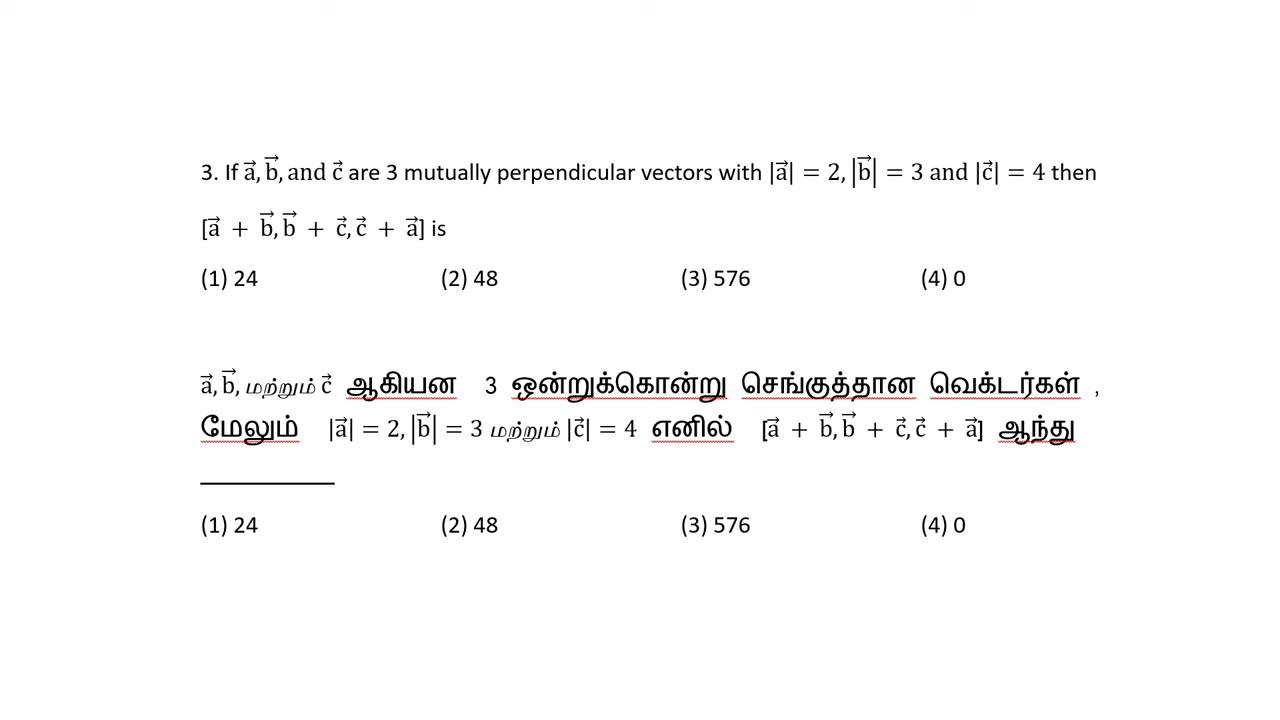 3. If a⃗, b⃗, and c⃗ are 3 mutually perpendicular vectors with |a⃗| = 2, |b⃗| = 3 and |c⃗| = 4 then
[a⃗ + b⃗, b⃗ + c⃗, c⃗ + a⃗] is
(1) 24 (2) 48 (3) 576 (4) 0
a⃗, b⃗, மற்றும் c⃗ ஆகியன 3 ஒன்றுக்கொன்று செங்குத்தான வெக்டர்கள் ,
மேலும் |a⃗| = 2, |b⃗| = 3 மற்றும் |c⃗| = 4 எனில் [a⃗ + b⃗, b⃗ + c⃗, c⃗ + a⃗] ஆந்து
___________
(1) 24 (2) 48 (3) 576 (4) 0